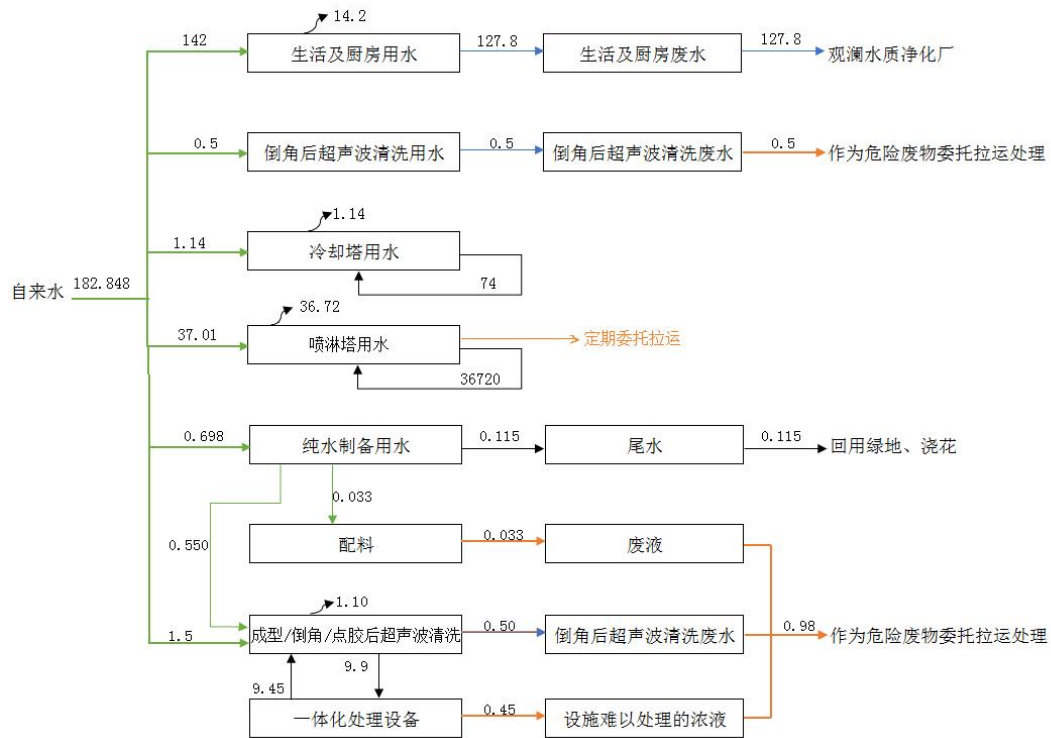 14.2
142
生活及厨房用水
127.8
生活及厨房废水
127.8
观澜水质净化厂
0.5
倒角后超声波清洗用水
0.5
倒角后超声波清洗废水
0.5
作为危险废物委托拉运处理
1.14
1.14
冷却塔用水
74
自来水
182.848
36.72
37.01
喷淋塔用水
定期委托拉运
36720
0.698
纯水制备用水
0.115
尾水
0.115
回用绿地、浇花
0.033
0.550
配料
0.033
废液
1.10
1.5
成型/倒角/点胶后超声波清洗
0.50
倒角后超声波清洗废水
0.98
作为危险废物委托拉运处理
9.45
9.9
一体化处理设备
0.45
设施难以处理的浓液